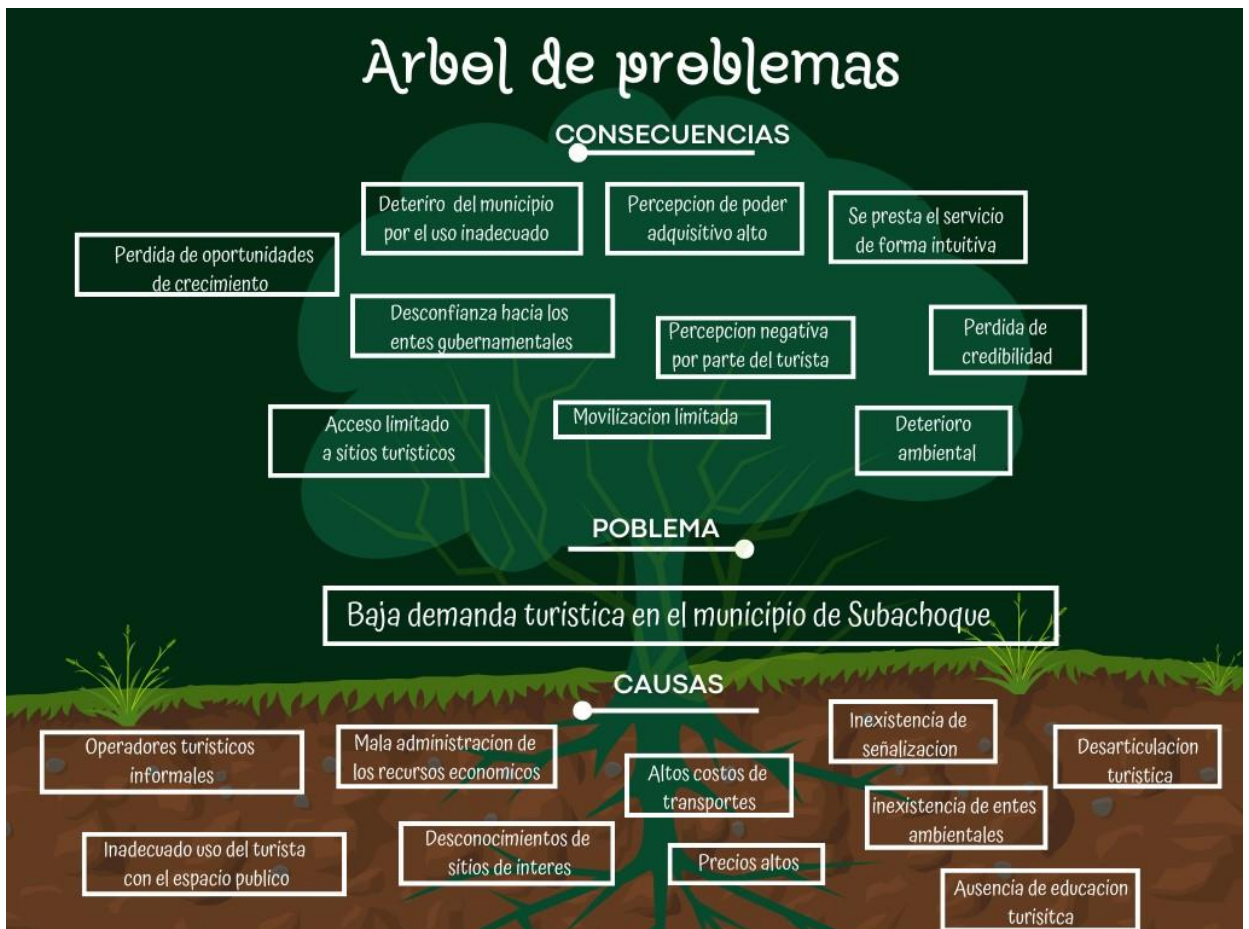 Arbol de problemas
CONSECUENCIAS
Deteriro del municipio
por el uso inadecuado
Percepcion de poder
adquisitivo alto
Se presta el servicio
de forma intuitiva
Perdida de oportunidades
de crecimiento
Desconfianza hacia los
entes gubernamentales
Percepcion negativa
por parte del turista
Perdida de
credibilidad
Acceso limitado
a sitios turisticos
Movilizacion limitada
Deterioro
ambiental
POBLEMA
Baja demanda turistica en el municipio de Subachoque
CAUSAS
Operadores turisticos
informales
Mala administracion de
los recursos economicos
Altos costos de
transportes
Inexistencia de
señalizacion
Desarticulacion
turistica
inexistencia de entes
ambientales
Inadecuado uso del turista
con el espacio publico
Desconocimientos de
sitios de interes
Precios altos
Ausencia de educacion
turisitca